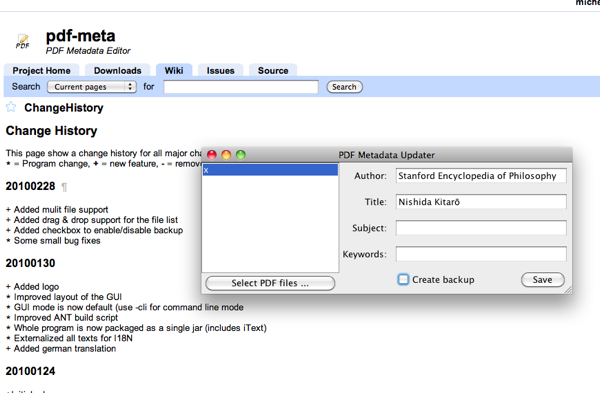 miche
pdf-meta
PDF Metadata Editor
PDF
Project Home Downloads Wiki Issues Source
Search Current pages for Search
ChangeHistory
Change History
This page show a change history for all major cha
* = Program change, + = new feature, - = remove
20100228 ¶
+ Added mulit file support
+ Added drag & drop support for the file list
+ Added checkbox to enable/disable backup
* Some small bug fixes
20100130
+ Added logo
* Improved layout of the GUI
* GUI mode is now default (use -cli for command line mode
* Improved ANT build script
* Whole program is now packaged as a single jar (includes iText)
* Externalized all texts for I18N
+ Added german translation
20100124
PDF Metadata Updater
x
Author: Stanford Encyclopedia of Philosophy
Title: Nishida Kitarō
Subject:
Keywords:
Select PDF files ...
Create backup
Save